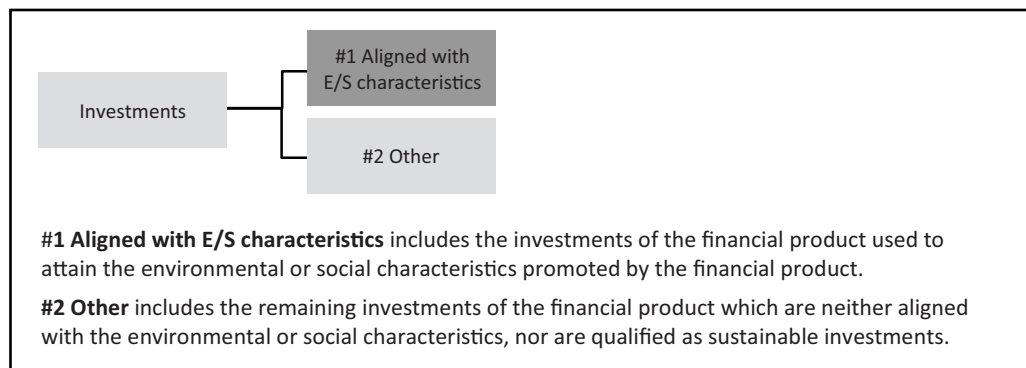 #1 Aligned with
E/S characteristics
Investments
#2 Other
#1 Aligned with E/S characteristics includes the investments of the financial product used to
attain the environmental or social characteristics promoted by the financial product.
#2 Other includes the remaining investments of the financial product which are neither aligned
with the environmental or social characteristics, nor are qualified as sustainable investments.